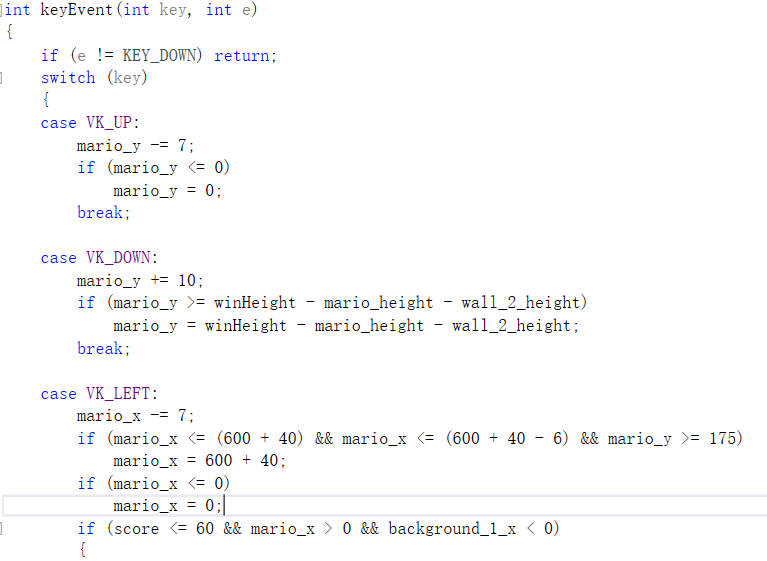 int keyEvent(int key, int e)
{
    if (e != KEY_DOWN) return;
    switch (key)
    {
    case VK_UP:
        mario_y -= 7;
        if (mario_y <= 0)
            mario_y = 0;
        break;

    case VK_DOWN:
        mario_y += 10;
        if (mario_y >= winHeight - mario_height - wall_2_height)
            mario_y = winHeight - mario_height - wall_2_height;
        break;

    case VK_LEFT:
        mario_x -= 7;
        if (mario_x <= (600 + 40) && mario_x <= (600 + 40 - 6) && mario_y >= 175)
            mario_x = 600 + 40;
        if (mario_x <= 0)
            mario_x = 0;
        if (score <= 60 && mario_x > 0 && background_1_x < 0)
        {